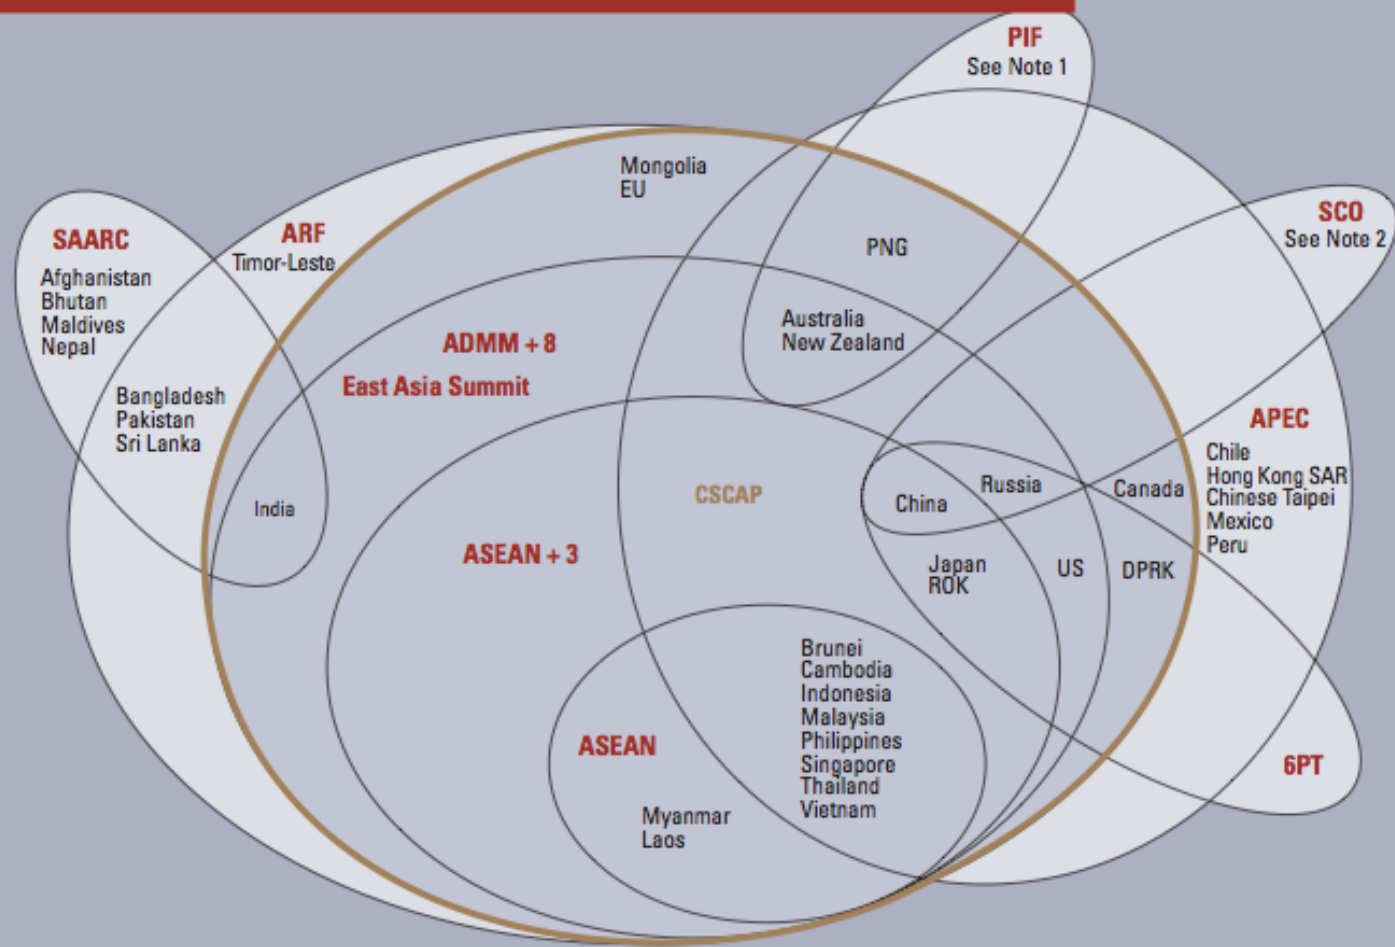 PIF
See Note 1
Mongolia
EU
SCO
See Note 2
SAARC
Afghanistan
Bhutan
Maldives
Nepal
ARF
Timor-Leste
PNG
Australia
New Zealand
ADMM + 8
East Asia Summit
Bangladesh
Pakistan
Sri Lanka
India
APEC
Chile
Hong Kong SAR
Chinese Taipei
Mexico
Peru
CSCAP
China
Russia
Canada
ASEAN + 3
Japan
ROK
US
DPRK
Brunei
Cambodia
Indonesia
Malaysia
Philippines
Singapore
Thailand
Vietnam
ASEAN
Myanmar
Laos
6PT